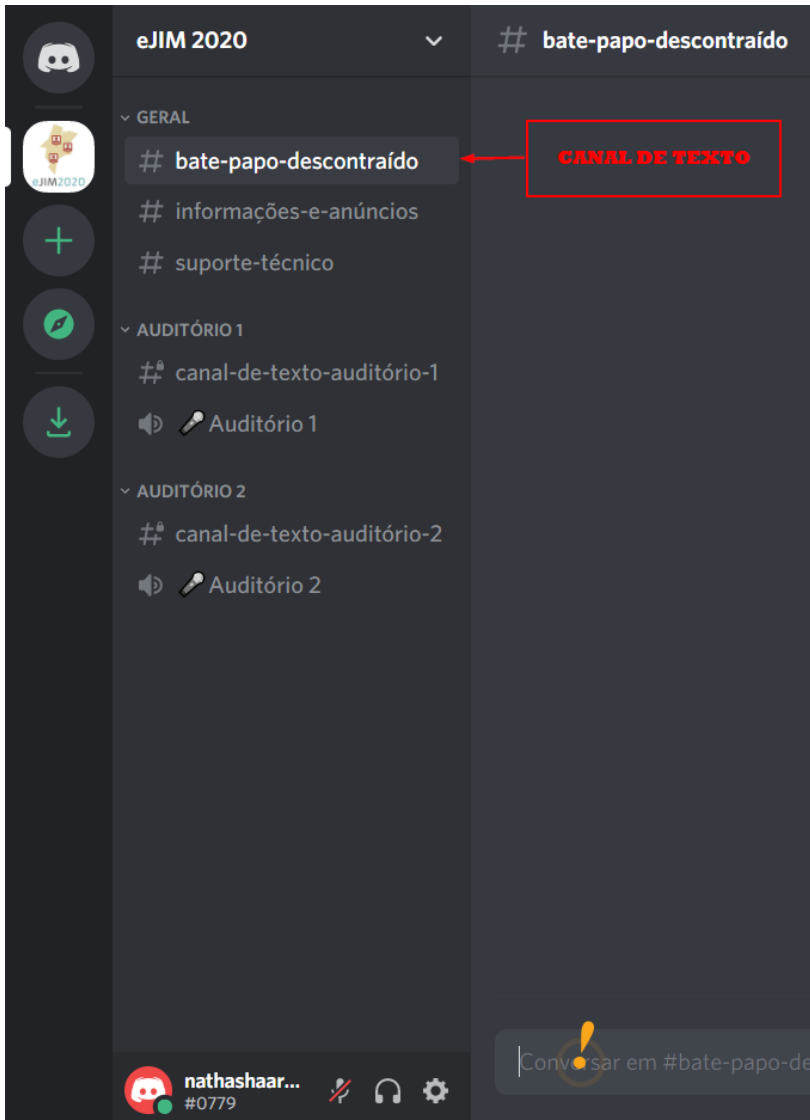 eJIM 2020
# bate-papo-descontraído
GERAL
# bate-papo-descontraído
CANAL DE TEXTO
eJIM2020
# informações-e-anúncios
# suporte-técnico
AUDITÓRIO 1
# canal-de-texto-auditório-1
Auditório 1
AUDITÓRIO 2
# canal-de-texto-auditório-2
Auditório 2
Conversar em #bate-papo-de
nathashaar...
#0779